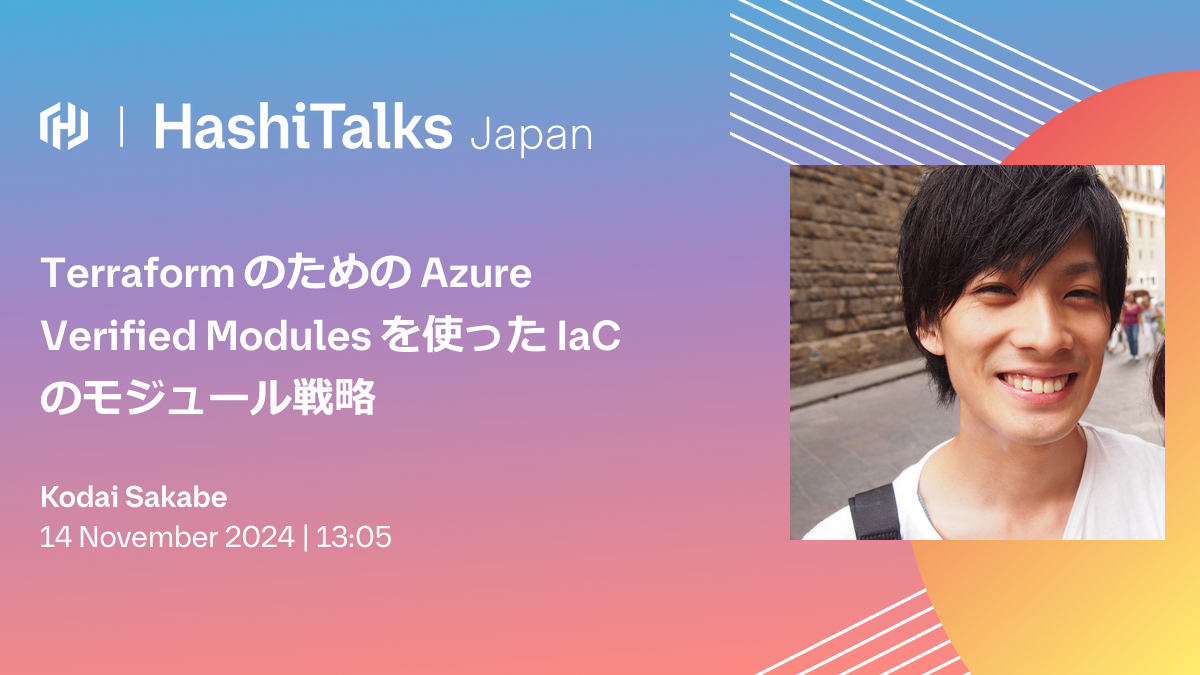 HashiTalks Japan
Terraform のための Azure
Verified Modules を使った IaC
のモジュール戦略
Kodai Sakabe
14 November 2024 | 13:05